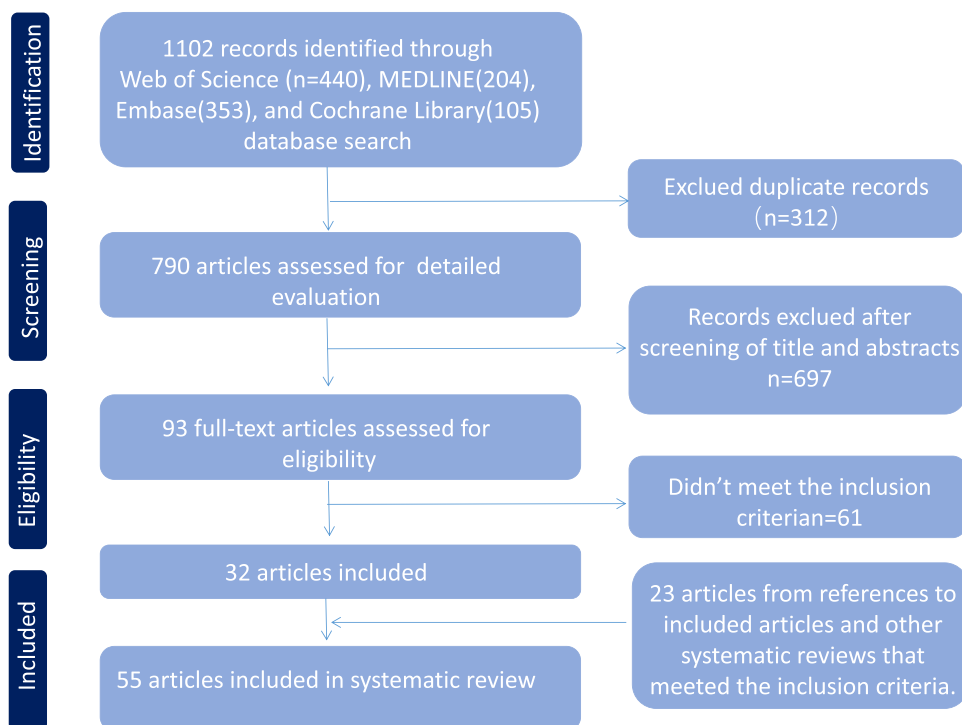 Identification
1102 records identified through
Web of Science (n=440), MEDLINE(204),
Embase(353), and Cochrane Library(105)
database search
Exclued duplicate records
（n=312）
Screening
790 articles assessed for detailed
evaluation
Records exclued after
screening of title and abstracts
n=697
Eligibility
93 full-text articles assessed for
eligibility
Didn't meet the inclusion
criterian=61
32 articles included
Included
23 articles from references to
included articles and other
systematic reviews that
meeted the inclusion criteria.
55 articles included in systematic review